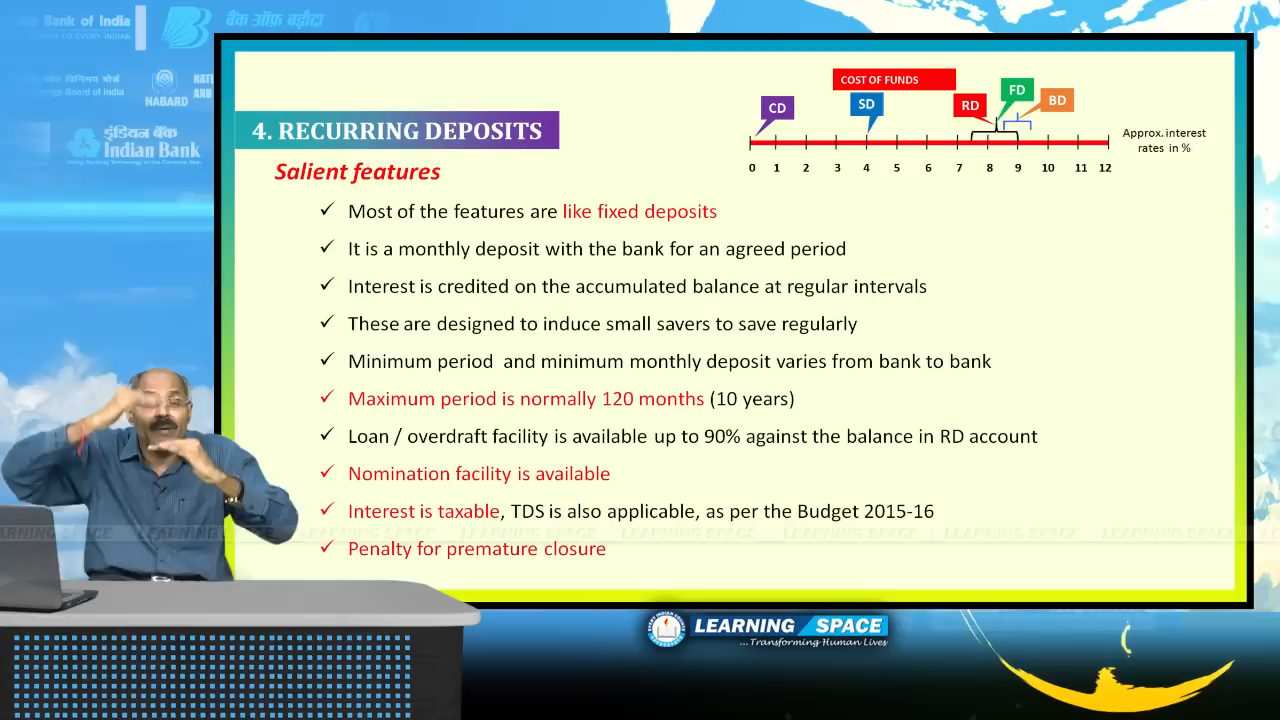 Bank of India
बैंक ऑफ़ बड़ौदा
NABARD
इंडियन बैंक
Indian Bank
COST OF FUNDS
CD
SD
RD
FD
BD
Approx. interest
rates in %
0 1 2 3 4 5 6 7 8 9 10 11 12
4. RECURRING DEPOSITS
Salient features
✓ Most of the features are like fixed deposits
✓ It is a monthly deposit with the bank for an agreed period
✓ Interest is credited on the accumulated balance at regular intervals
✓ These are designed to induce small savers to save regularly
✓ Minimum period and minimum monthly deposit varies from bank to bank
✓ Maximum period is normally 120 months (10 years)
✓ Loan / overdraft facility is available up to 90% against the balance in RD account
✓ Nomination facility is available
✓ Interest is taxable, TDS is also applicable, as per the Budget 2015-16
✓ Penalty for premature closure
LEARNING SPACE
...Transforming Human Lives